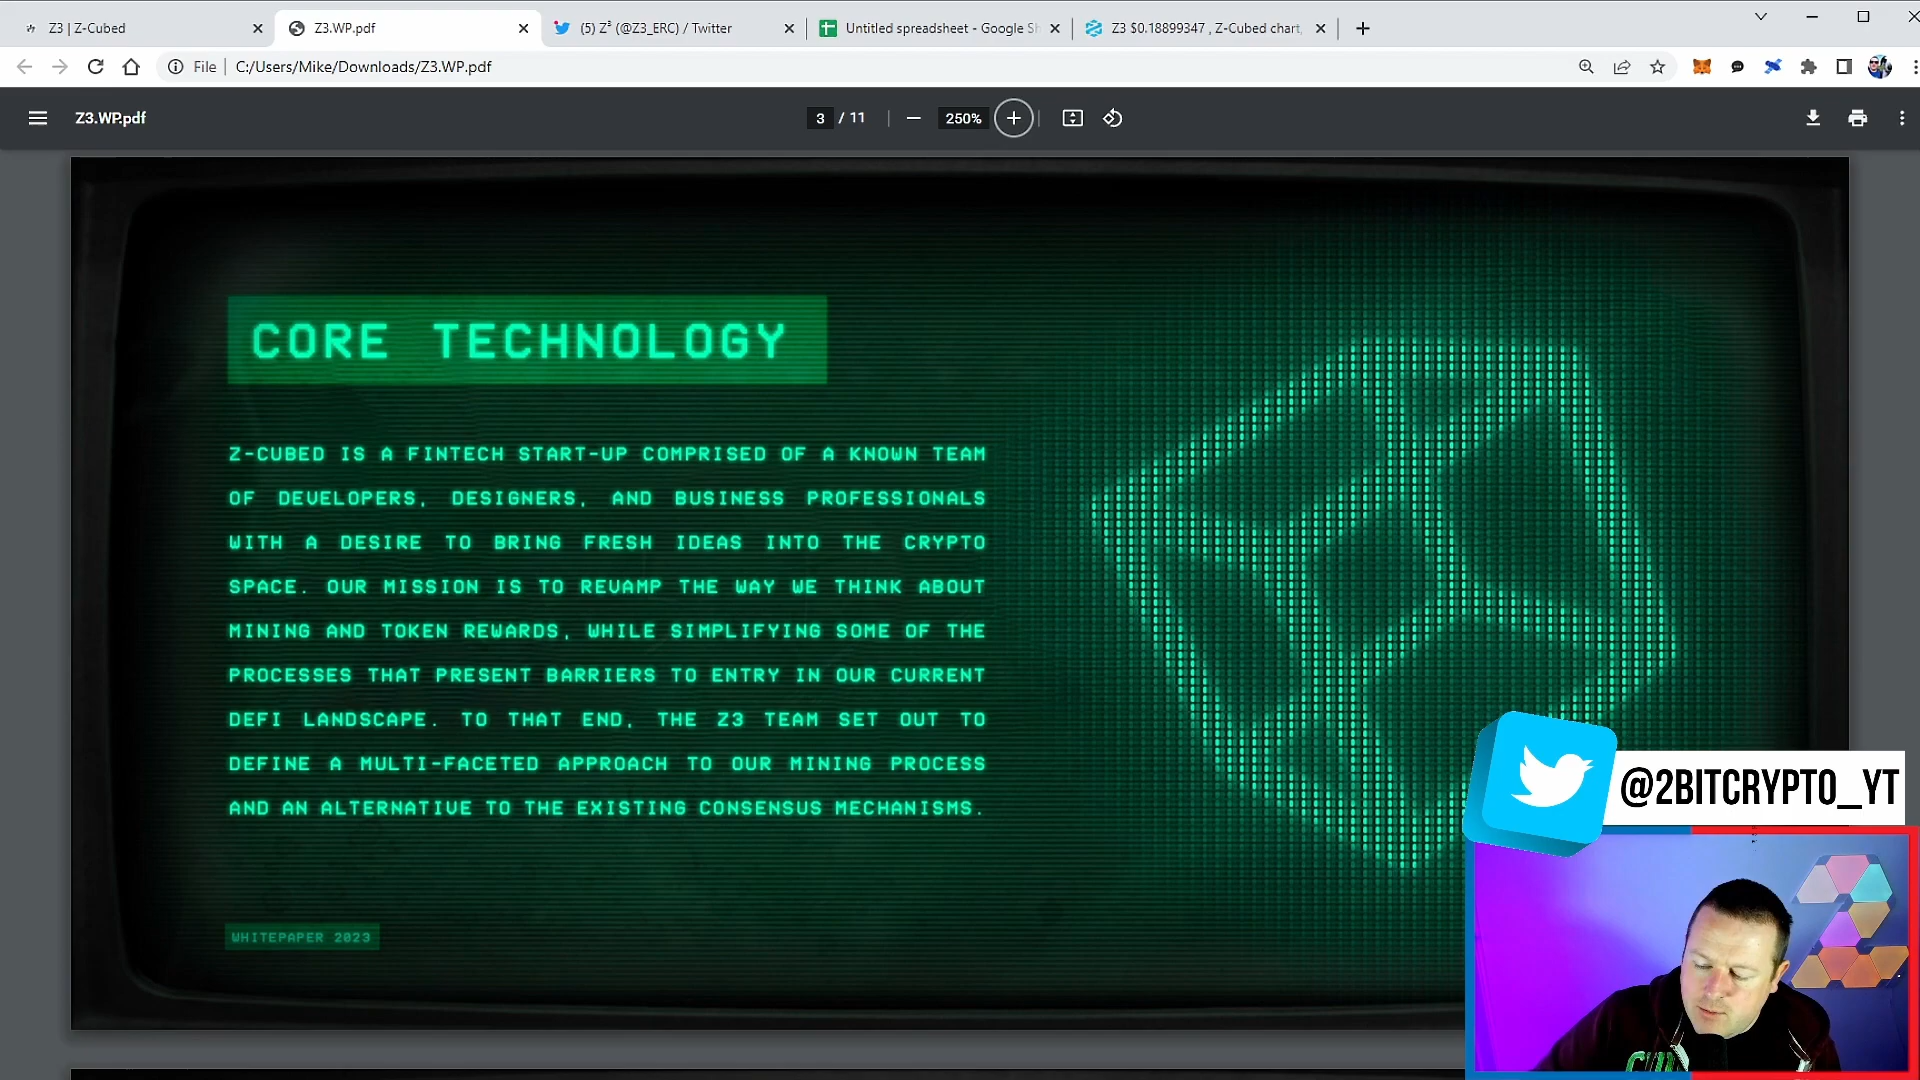 Z3 | Z-Cubed
Z3.WP.pdf
(5) Z³ (@Z3_ERC) / Twitter
Untitled spreadsheet - Google Sh
Z3 $0.18899347 , Z-Cubed chart,
File
C:/Users/Mike/Downloads/Z3.WP.pdf
Z3.WP.pdf
3 / 11
250%
CORE TECHNOLOGY
Z-CUBED IS A FINTECH START-UP COMPRISED OF A KNOWN TEAM
OF DEVELOPERS, DESIGNERS, AND BUSINESS PROFESSIONALS
WITH A DESIRE TO BRING FRESH IDEAS INTO THE CRYPTO
SPACE. OUR MISSION IS TO REVAMP THE WAY WE THINK ABOUT
MINING AND TOKEN REWARDS, WHILE SIMPLIFYING SOME OF THE
PROCESSES THAT PRESENT BARRIERS TO ENTRY IN OUR CURRENT
DEFI LANDSCAPE. TO THAT END, THE Z3 TEAM SET OUT TO
DEFINE A MULTI-FACETED APPROACH TO OUR MINING PROCESS
AND AN ALTERNATIVE TO THE EXISTING CONSENSUS MECHANISMS.
WHITEPAPER 2023
@2BITCRYPTO_YT